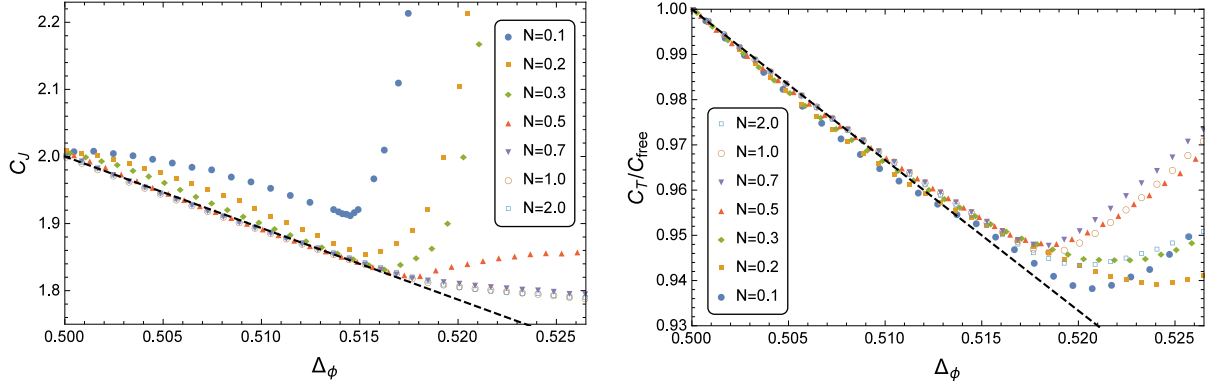 2.2
2.1
2.0
1.9
1.8
C_J
0.500
0.505
0.510
0.515
0.520
0.525
Δ_ϕ
N=0.1
N=0.2
N=0.3
N=0.5
N=0.7
N=1.0
N=2.0
1.00
0.99
0.98
0.97
0.96
0.95
0.94
0.93
C_T/C_free
0.500
0.505
0.510
0.515
0.520
0.525
Δ_ϕ
N=2.0
N=1.0
N=0.7
N=0.5
N=0.3
N=0.2
N=0.1